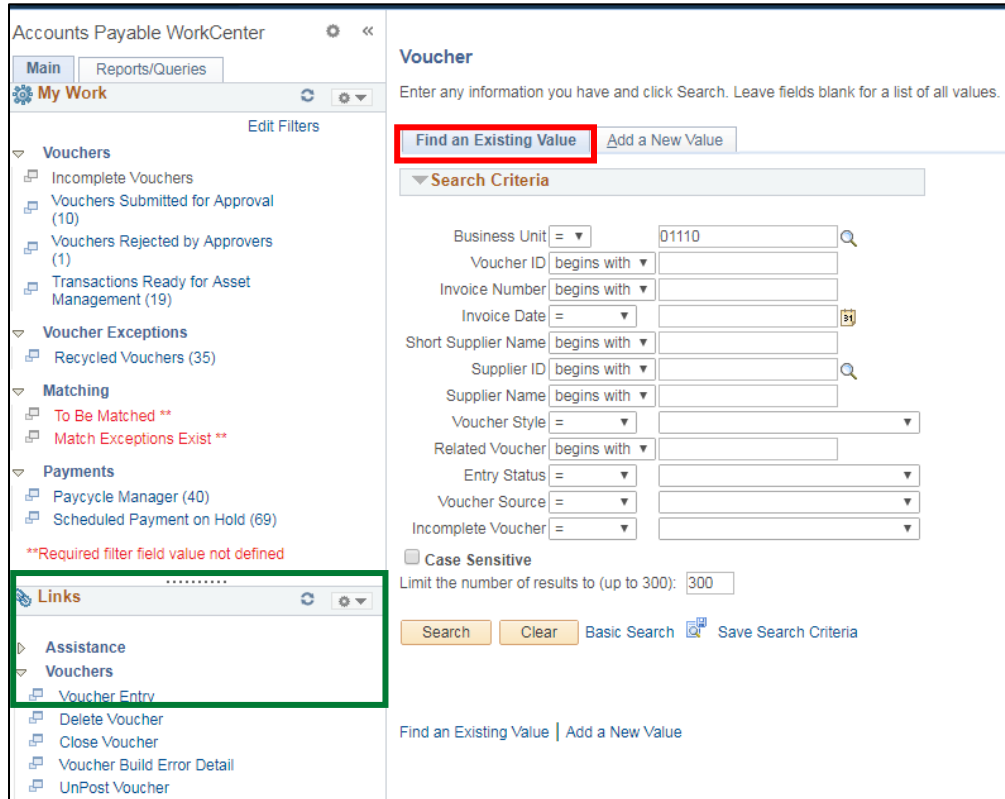 Accounts Payable WorkCenter
Main
Reports/Queries
My Work
Edit Filters
Vouchers
Incomplete Vouchers
Vouchers Submitted for Approval
(10)
Vouchers Rejected by Approvers
(1)
Transactions Ready for Asset
Management (19)
Voucher Exceptions
Recycled Vouchers (35)
Matching
To Be Matched **
Match Exceptions Exist **
Payments
Paycycle Manager (40)
Scheduled Payment on Hold (69)
**Required filter field value not defined
Links
Assistance
Vouchers
Voucher Entry
Delete Voucher
Close Voucher
Voucher Build Error Detail
UnPost Voucher
Voucher
Enter any information you have and click Search. Leave fields blank for a list of all values.
Find an Existing Value
Add a New Value
Search Criteria
Business Unit = 01110
Voucher ID begins with
Invoice Number begins with
Invoice Date = 31
Short Supplier Name begins with
Supplier ID begins with
Supplier Name begins with
Voucher Style =
Related Voucher begins with
Entry Status =
Voucher Source =
Incomplete Voucher =
Case Sensitive
Limit the number of results to (up to 300): 300
Search Clear Basic Search Save Search Criteria
Find an Existing Value | Add a New Value